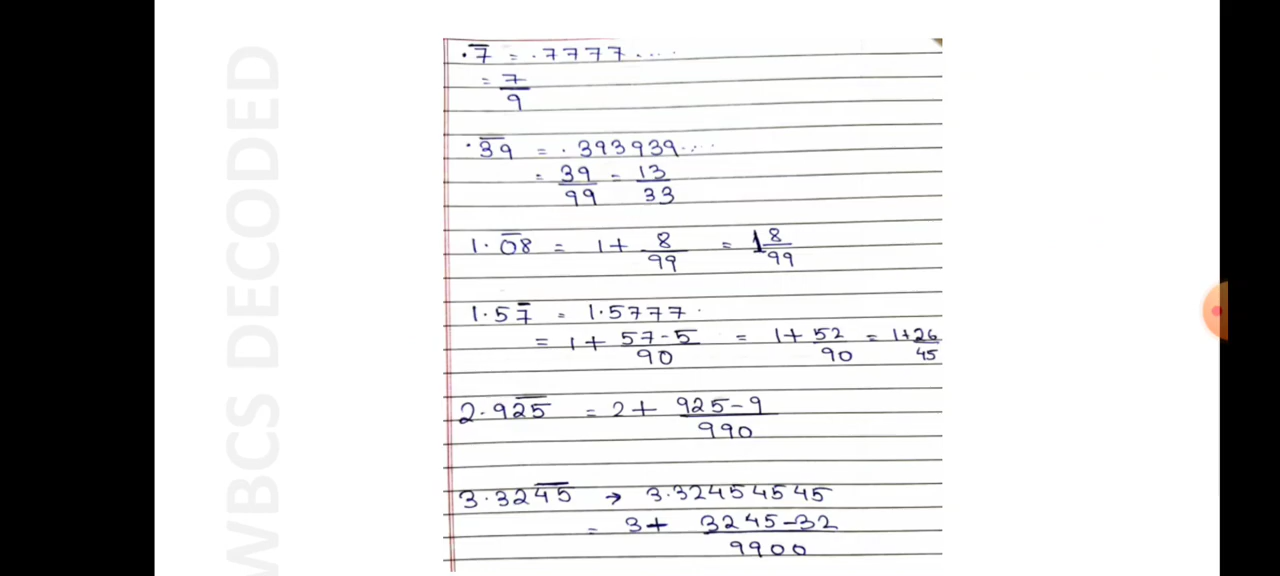 WBCS DECODED
.7̅ = .7777....
= 7/9
.3̅9̅ = .393939....
= 39/99 = 13/33
1.0̅8̅ = 1 + 8/99 = 1 8/99
1.57̅ = 1.5777.
= 1 + 57-5/90 = 1 + 52/90 = 1+26/45
2.92̅5̅ = 2 + 925-9/990
3.324̅5̅ → 3.32454545
= 3 + 3245-32/9900